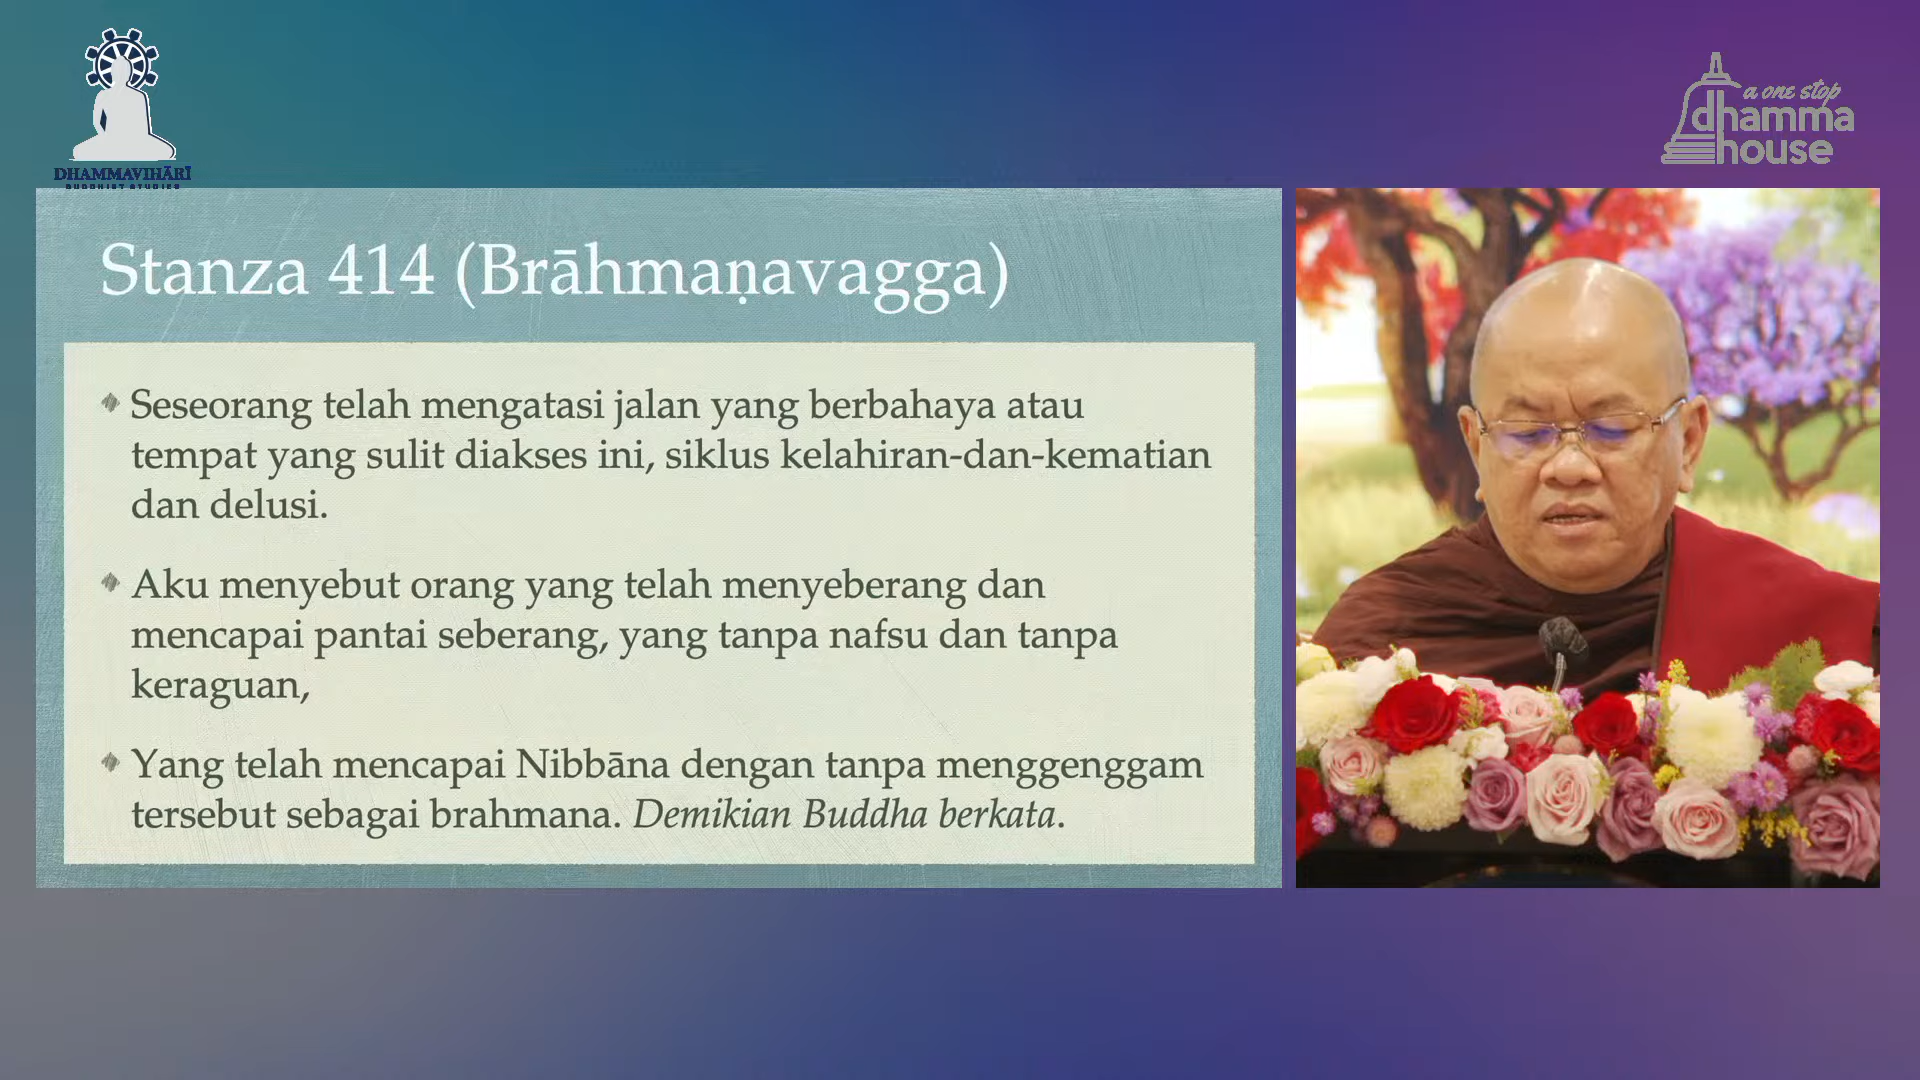 DHAMMAVIHĀRĪ
BUDDHIST STUDIES
a one stop
dhamma
house
Stanza 414 (Brāhmaṇavagga)
Seseorang telah mengatasi jalan yang berbahaya atau
tempat yang sulit diakses ini, siklus kelahiran-dan-kematian
dan delusi.
Aku menyebut orang yang telah menyeberang dan
mencapai pantai seberang, yang tanpa nafsu dan tanpa
keraguan,
Yang telah mencapai Nibbāna dengan tanpa menggenggam
tersebut sebagai brahmana. Demikian Buddha berkata.